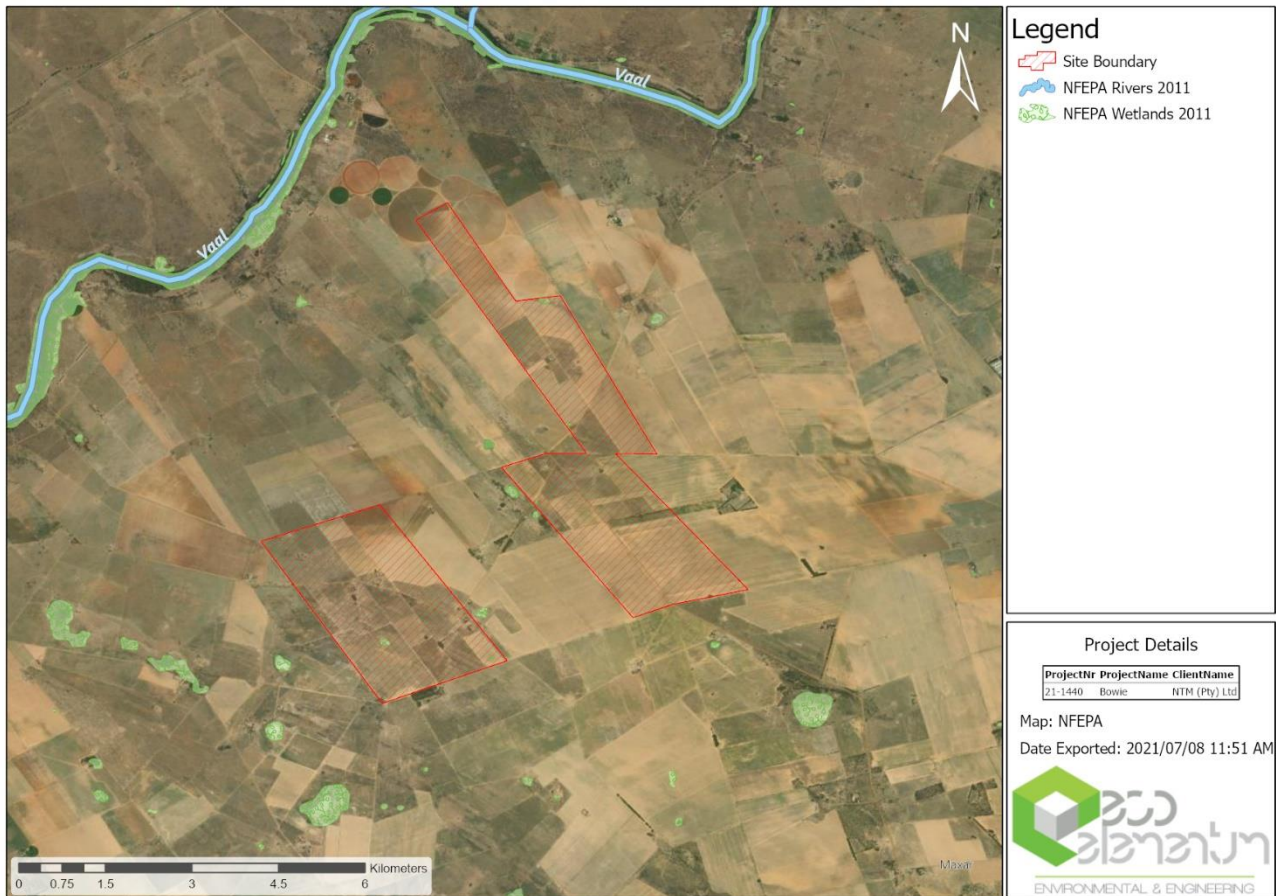 Vaal
Vaal
N
0 0.75 1.5 3 4.5 6
Kilometers
Legend
Site Boundary
NFEPA Rivers 2011
NFEPA Wetlands 2011
Project Details
ProjectNr ProjectName ClientName
21-1440 Bowie NTM (Pty) Ltd
Map: NFEPA
Date Exported: 2021/07/08 11:51 AM
eco
elementum
ENVIRONMENTAL & ENGINEERING